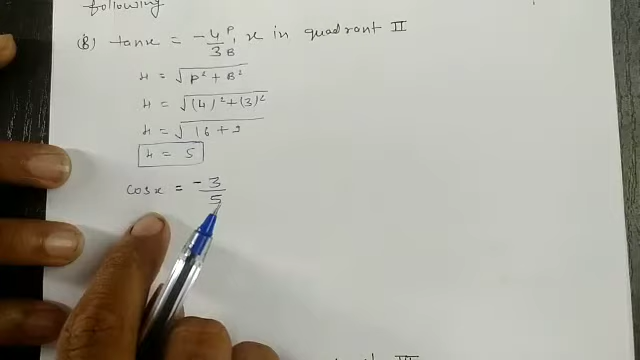 following
(B) tanx = -4/3 P B, x in quadrant II
H = √P² + B²
H = √(4)² + (3)²
H = √16 + 9
H = 5
cosx = -3/5
III